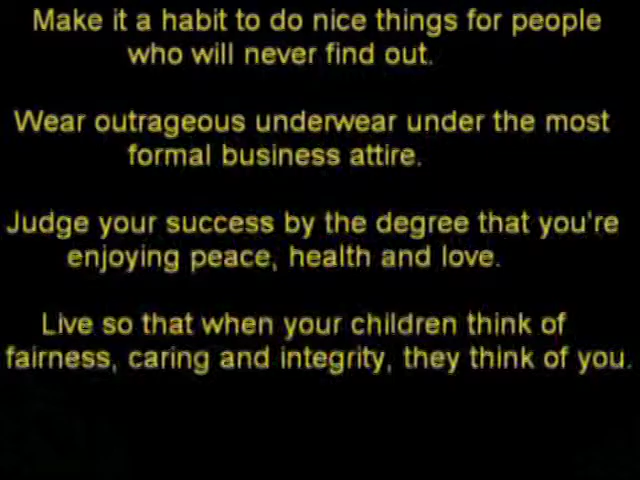 Make it a habit to do nice things for people
who will never find out.
Wear outrageous underwear under the most
formal business attire.
Judge your success by the degree that you're
enjoying peace, health and love.
Live so that when your children think of
fairness, caring and integrity, they think of you.